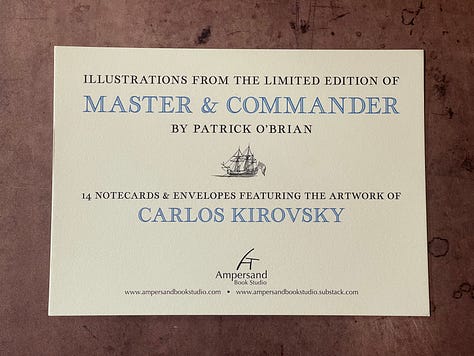 ILLUSTRATIONS FROM THE LIMITED EDITION OF
MASTER & COMMANDER
BY PATRICK O'BRIAN
14 NOTECARDS & ENVELOPES FEATURING THE ARTWORK OF
CARLOS KIROVSKY
Ampersand
Book Studio
www.ampersandbookstudio.com • www.ampersandbookstudio.substack.com